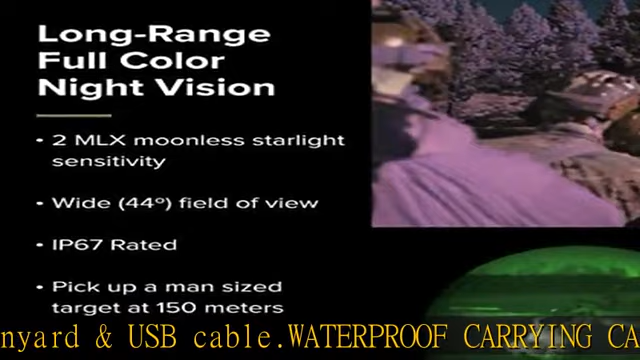 Long-Range
Full Color
Night Vision
• 2 MLX moonless starlight
sensitivity
• Wide (44º) field of view
• IP67 Rated
• Pick up a man sized
target at 150 meters
nyard & USB cable.WATERPROOF CARRYING CA